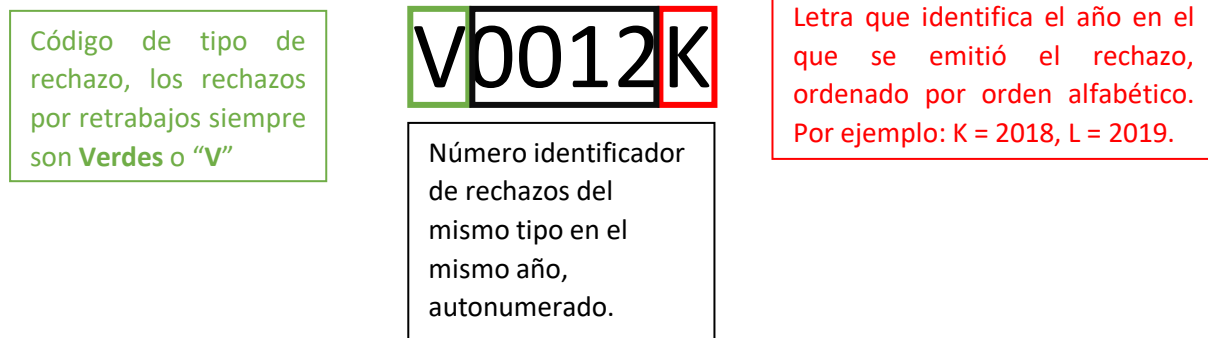 Código de tipo de
rechazo, los rechazos
por retrabajos siempre
son Verdes o “V”
V0012K
Número identificador
de rechazos del
mismo tipo en el
mismo año,
autonumerado.
Letra que identifica el año en el
que se emitió el rechazo,
ordenado por orden alfabético.
Por ejemplo: K = 2018, L = 2019.